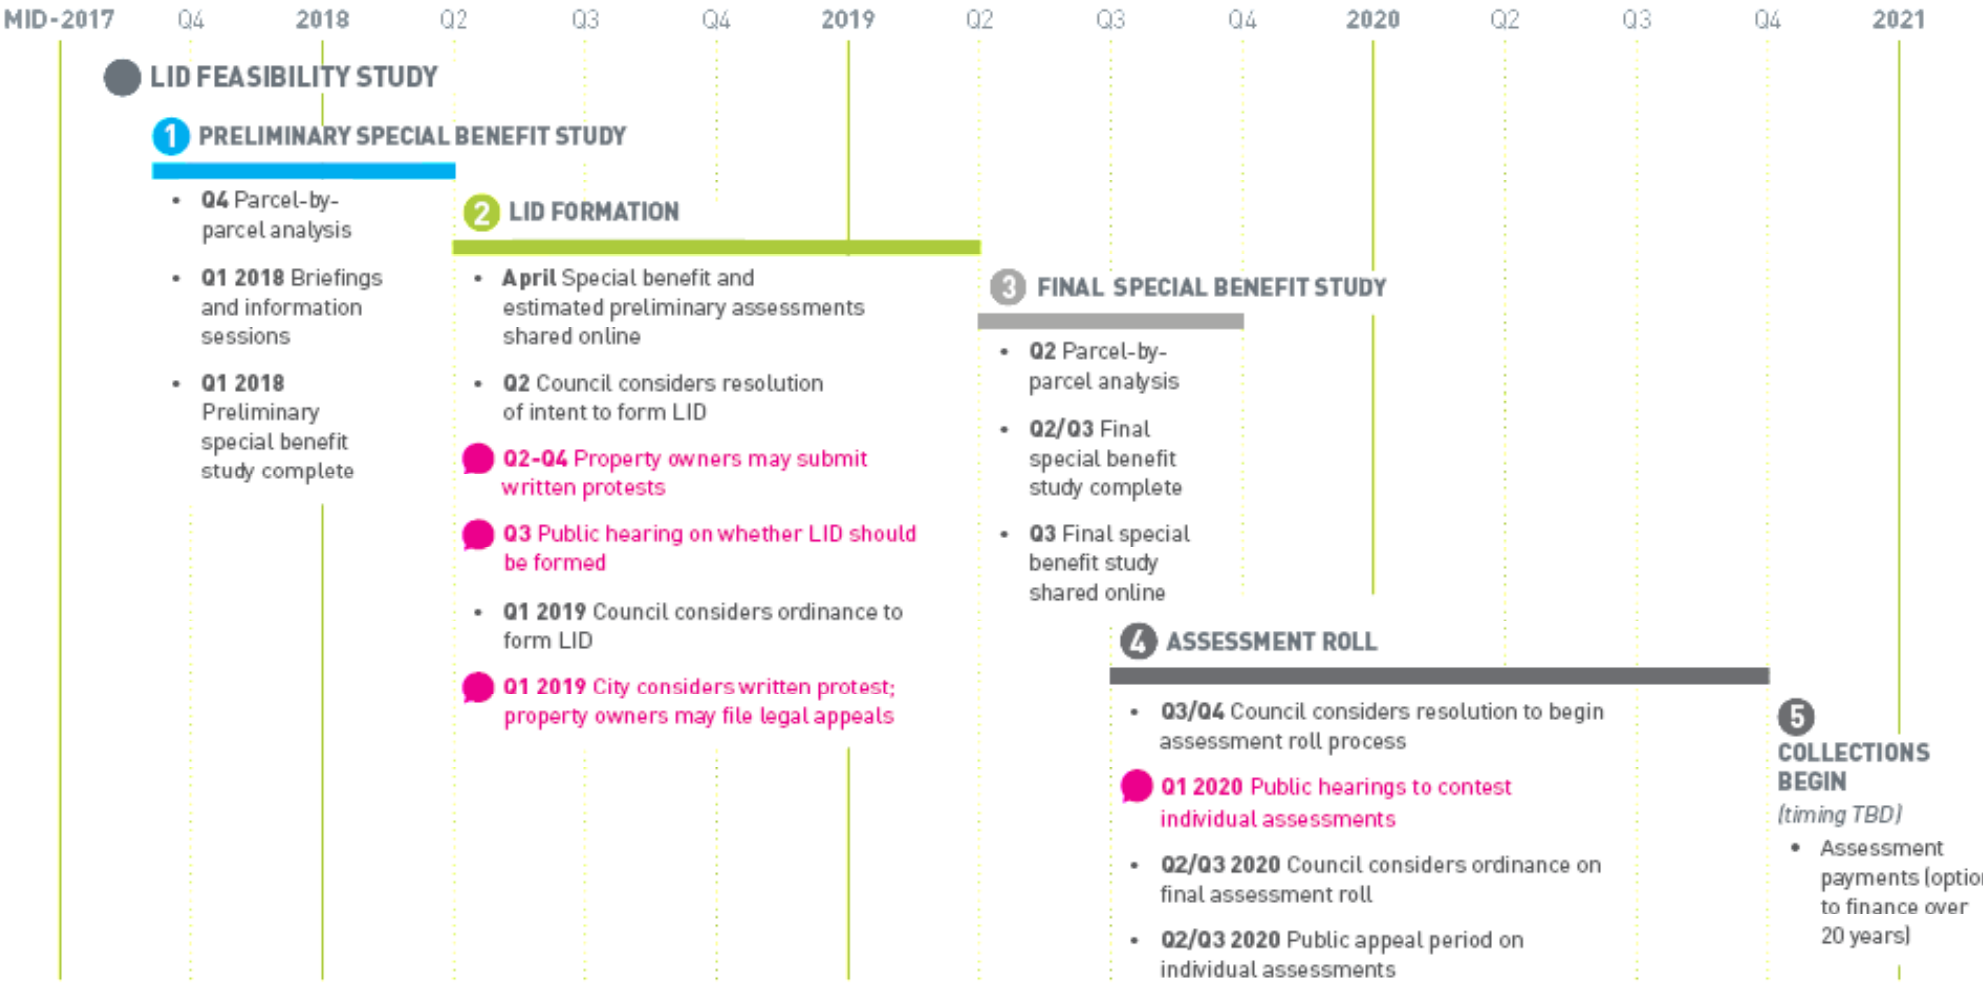 MID-2017 Q4 2018 Q2 Q3 Q4 2019 Q2 Q3 Q4 2020 Q2 Q3 Q4 2021
LID FEASIBILITY STUDY
1 PRELIMINARY SPECIAL BENEFIT STUDY
• Q4 Parcel-by-
parcel analysis
• Q1 2018 Briefings
and information
sessions
• Q1 2018
Preliminary
special benefit
study complete
2 LID FORMATION
• April Special benefit and
estimated preliminary assessments
shared online
• Q2 Council considers resolution
of intent to form LID
Q2-Q4 Property owners may submit
written protests
Q3 Public hearing on whether LID should
be formed
• Q1 2019 Council considers ordinance to
form LID
Q1 2019 City considers written protest;
property owners may file legal appeals
3 FINAL SPECIAL BENEFIT STUDY
• Q2 Parcel-by-
parcel analysis
• Q2/Q3 Final
special benefit
study complete
• Q3 Final special
benefit study
shared online
4 ASSESSMENT ROLL
• Q3/Q4 Council considers resolution to begin
assessment roll process
Q1 2020 Public hearings to contest
individual assessments
• Q2/Q3 2020 Council considers ordinance on
final assessment roll
• Q2/Q3 2020 Public appeal period on
individual assessments
5
COLLECTIONS
BEGIN
(timing TBD)
• Assessment
payments (optio
to finance over
20 years)